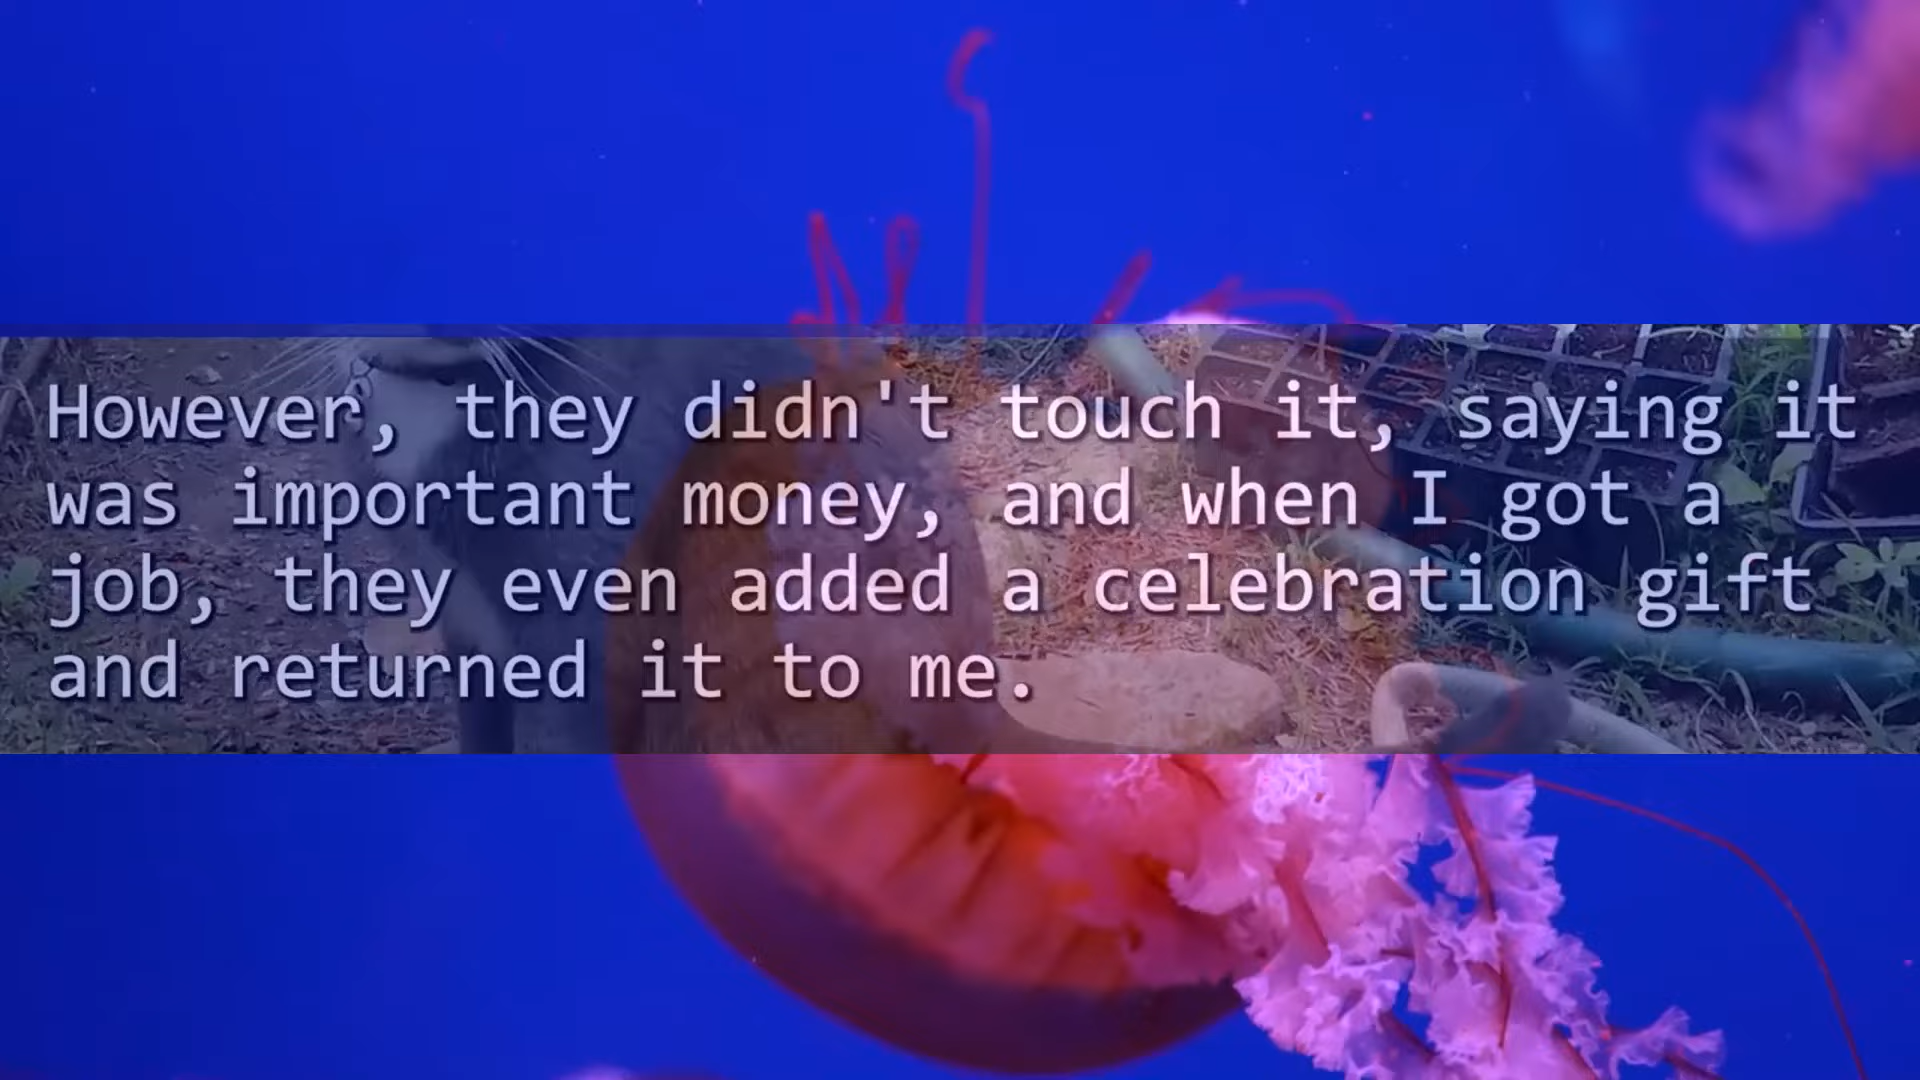 However, they didn't touch it, saying it
was important money, and when I got a
job, they even added a celebration gift
and returned it to me.